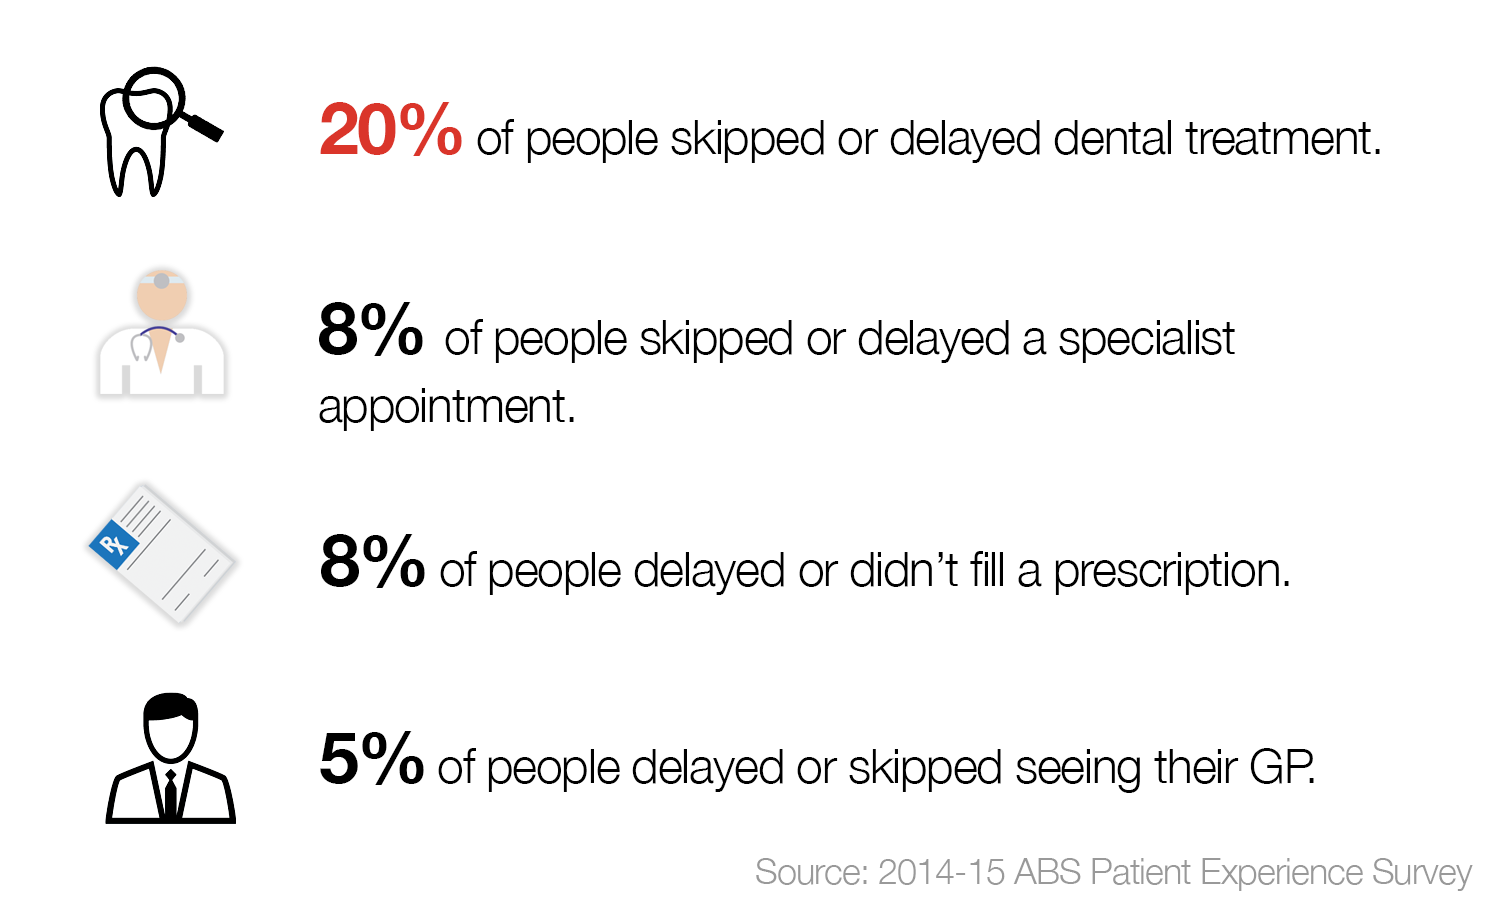 20% of people skipped or delayed dental treatment.
8% of people skipped or delayed a specialist
appointment.
Rx
8% of people delayed or didn’t fill a prescription.
5% of people delayed or skipped seeing their GP.
Source: 2014-15 ABS Patient Experience Survey